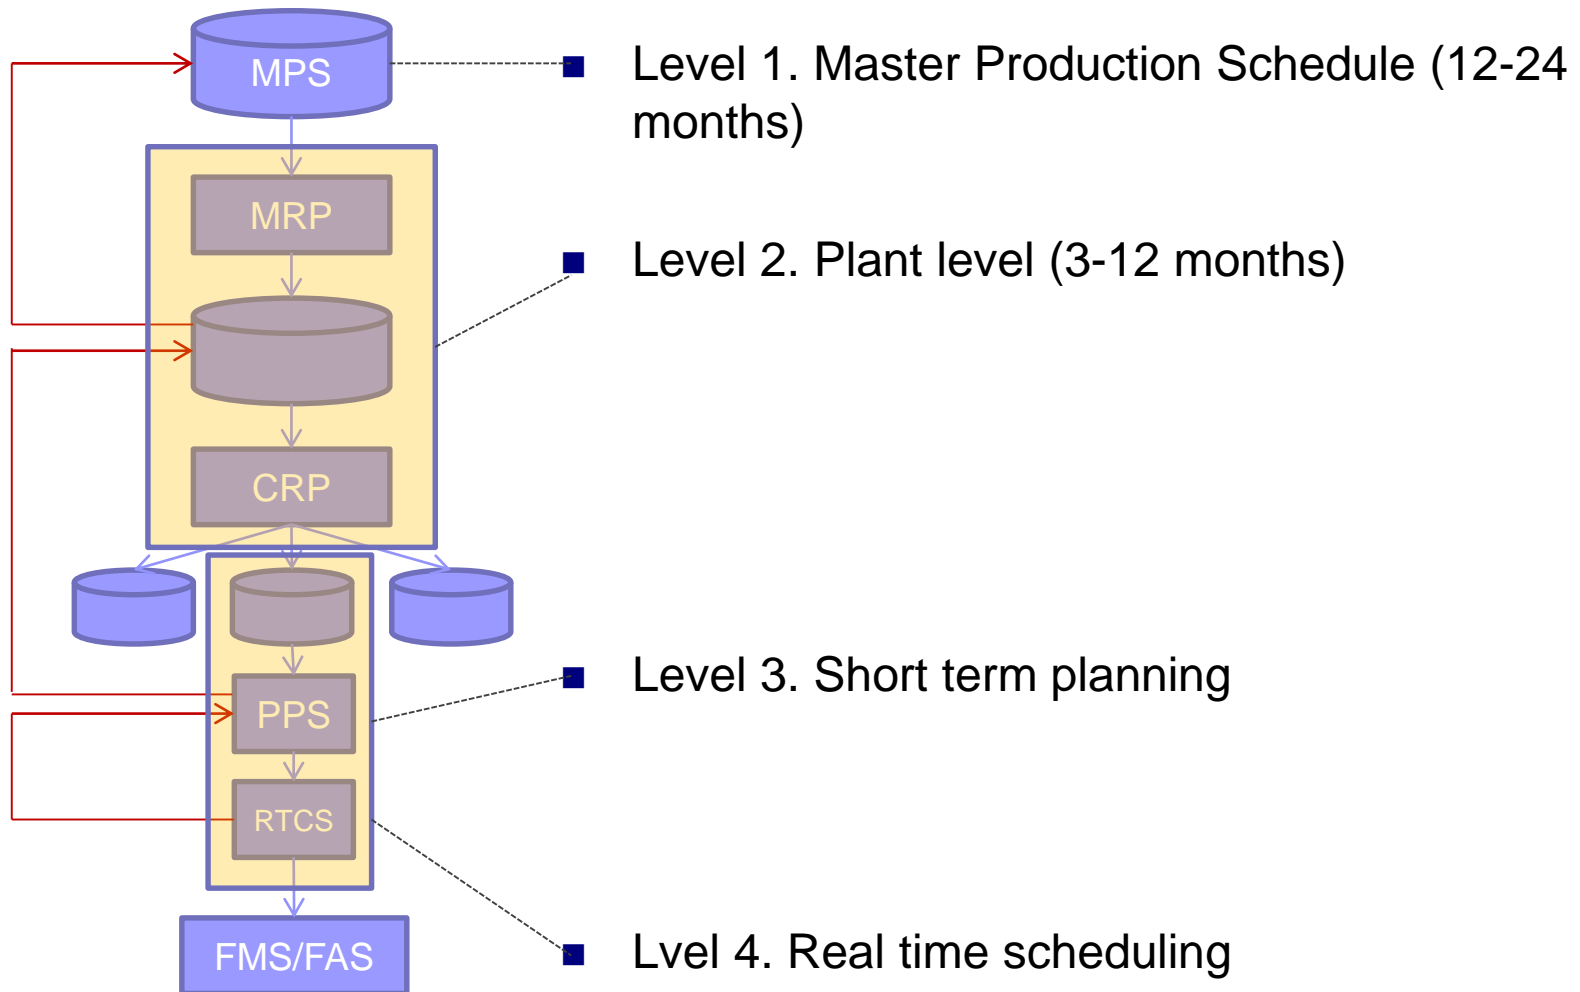 MPS
Level 1. Master Production Schedule (12-24
months)
MRP
Level 2. Plant level (3-12 months)
CRP
Level 3. Short term planning
PPS
RTCS
FMS/FAS
Lvel 4. Real time scheduling